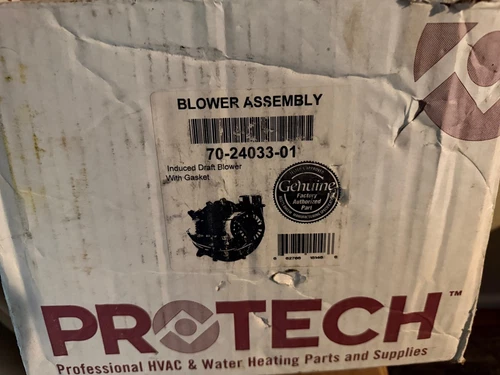 BLOWER ASSEMBLY
70-24033-01
Induced Draft Blower
With Gasket
Genuine
Factory
Authorized
Part
PROTECH™
Professional HVAC & Water Heating Parts and Supplies